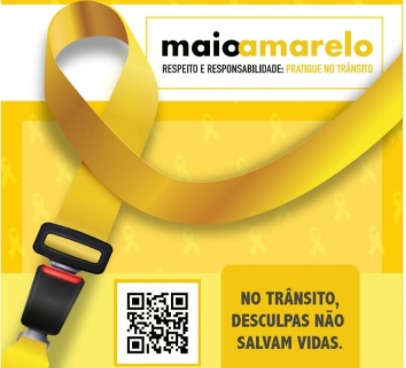 maioamarelo
RESPEITO E RESPONSABILIDADE: PRATIQUE NO TRÂNSITO
NO TRÂNSITO,
DESCULPAS NÃO
SALVAM VIDAS.